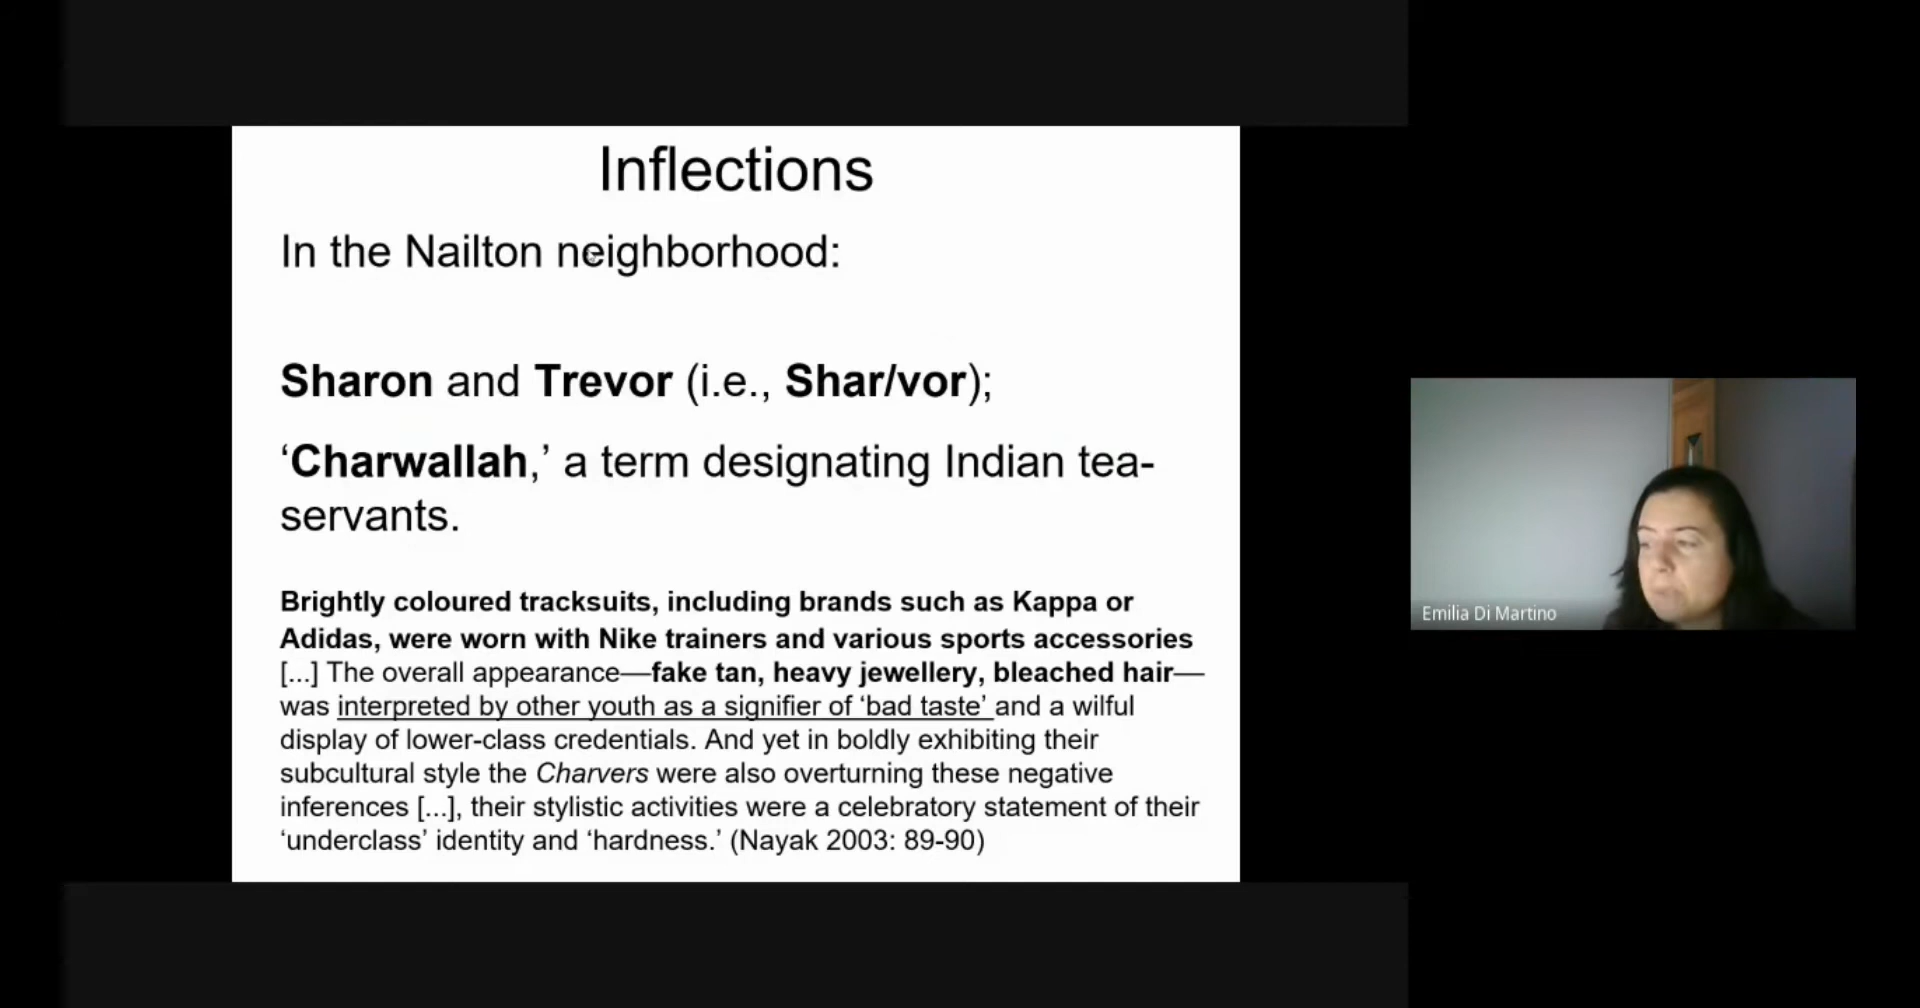 Inflections
In the Nailton neighborhood:
Sharon and Trevor (i.e., Shar/vor);
‘Charwallah,’ a term designating Indian tea-
servants.
Brightly coloured tracksuits, including brands such as Kappa or
Adidas, were worn with Nike trainers and various sports accessories
[...] The overall appearance—fake tan, heavy jewellery, bleached hair—
was interpreted by other youth as a signifier of ‘bad taste’ and a wilful
display of lower-class credentials. And yet in boldly exhibiting their
subcultural style the Charvers were also overturning these negative
inferences [...], their stylistic activities were a celebratory statement of their
‘underclass’ identity and ‘hardness.’ (Nayak 2003: 89-90)
Emilia Di Martino